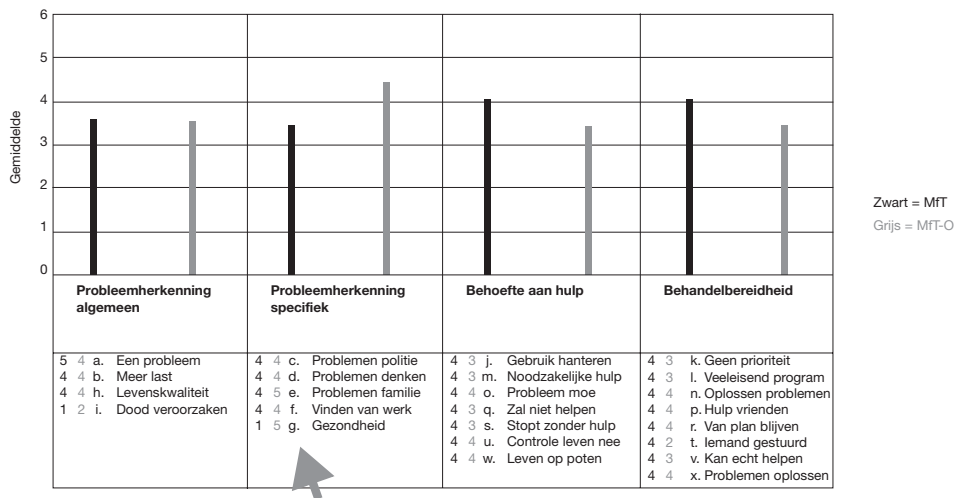 6
5
4
3
2
1
0
Gemiddelde
Zwart = MfT
Grijs = MfT-O
Probleemherkenning
algemeen
5 4 a. Een probleem
4 4 b. Meer last
4 4 h. Levenskwaliteit
1 2 i. Dood veroorzaken
Probleemherkenning
specifiek
4 4 c. Problemen politie
4 4 d. Problemen denken
4 5 e. Problemen familie
4 4 f. Vinden van werk
1 5 g. Gezondheid
Behoefte aan hulp
4 3 j. Gebruik hanteren
4 3 m. Noodzakelijke hulp
4 4 o. Probleem moe
4 3 q. Zal niet helpen
4 3 s. Stopt zonder hulp
4 4 u. Controle leven nee
4 4 w. Leven op poten
Behandelbereidheid
4 3 k. Geen prioriteit
4 3 l. Veeleisend program
4 4 n. Oplossen problemen
4 4 p. Hulp vrienden
4 4 r. Van plan blijven
4 2 t. Iemand gestuurd
4 3 v. Kan echt helpen
4 4 x. Problemen oplossen